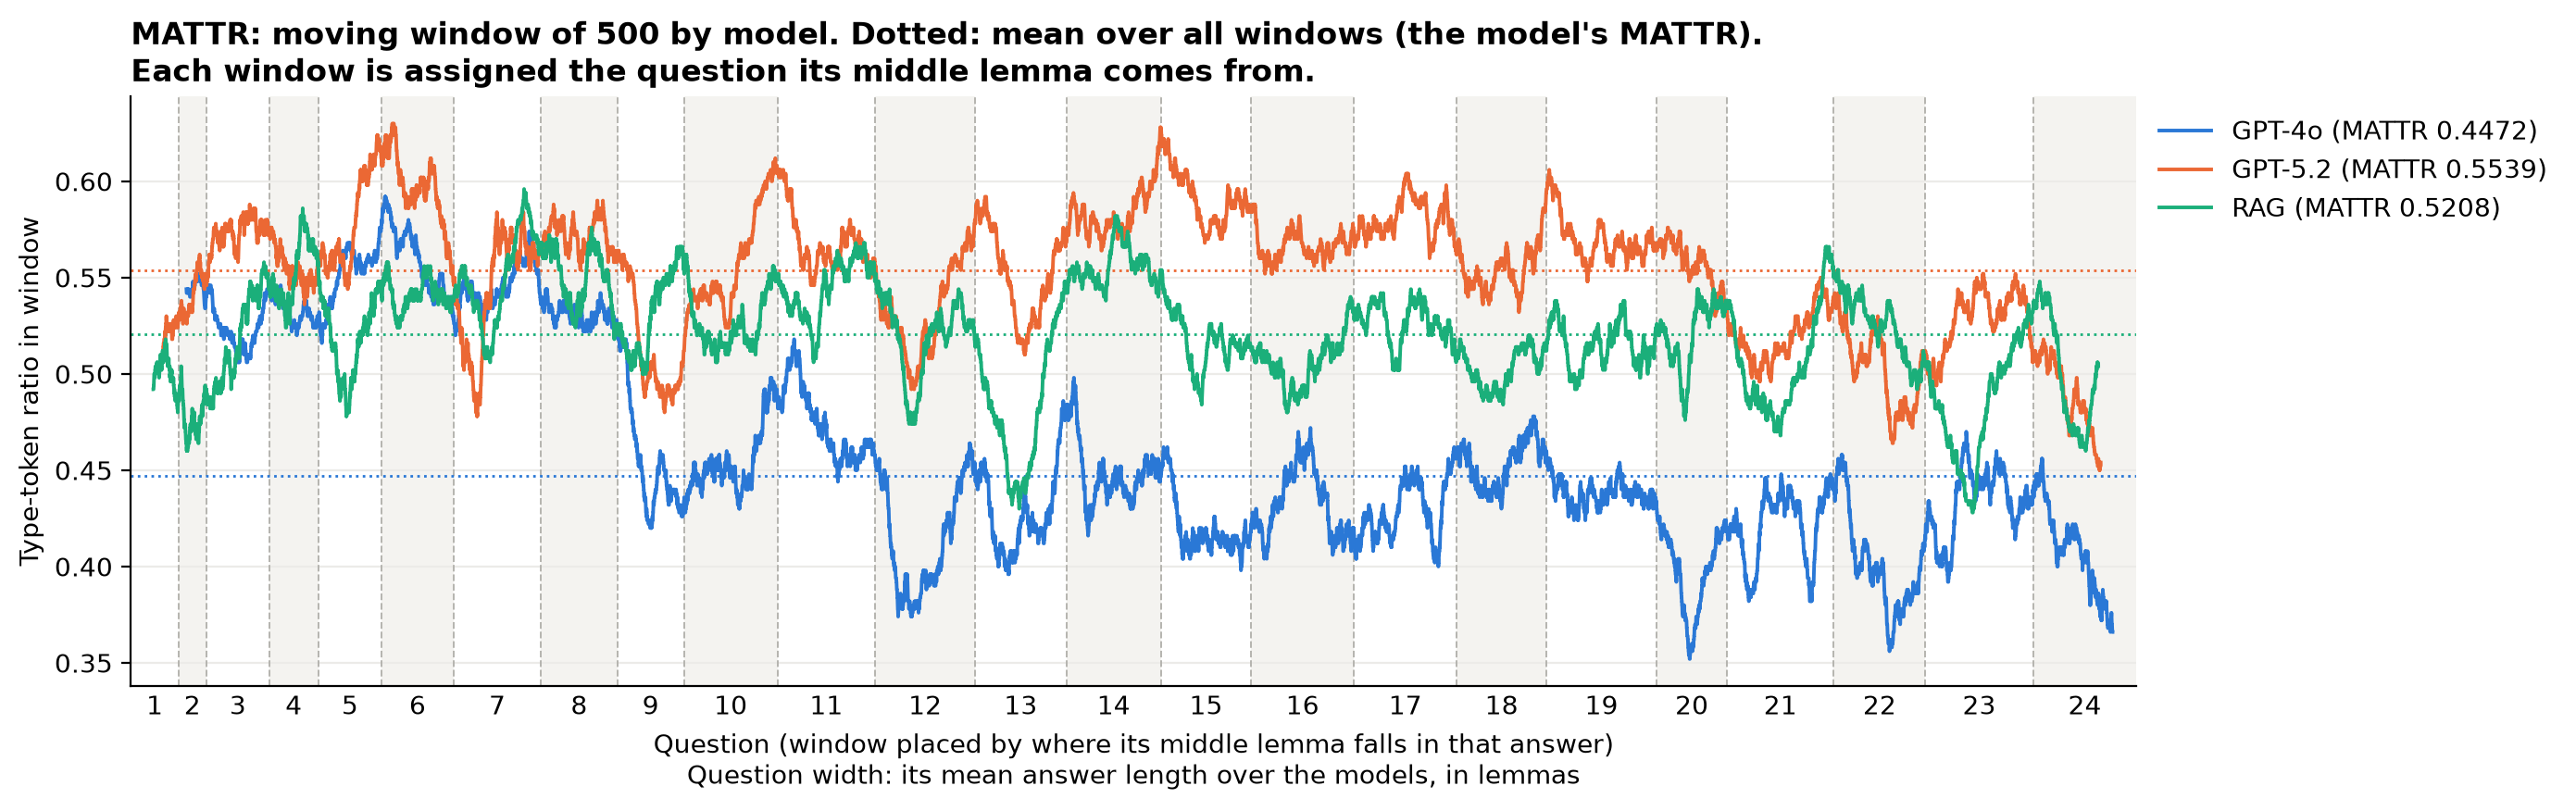 MATTR: moving window of 500 by model. Dotted: mean over all windows (the model's MATTR).
Each window is assigned the question its middle lemma comes from.
Type-token ratio in window
0.60
0.55
0.50
0.45
0.40
0.35
1 2 3 4 5 6 7 8 9 10 11 12 13 14 15 16 17 18 19 20 21 22 23 24
Question (window placed by where its middle lemma falls in that answer)
Question width: its mean answer length over the models, in lemmas
GPT-4o (MATTR 0.4472)
GPT-5.2 (MATTR 0.5539)
RAG (MATTR 0.5208)